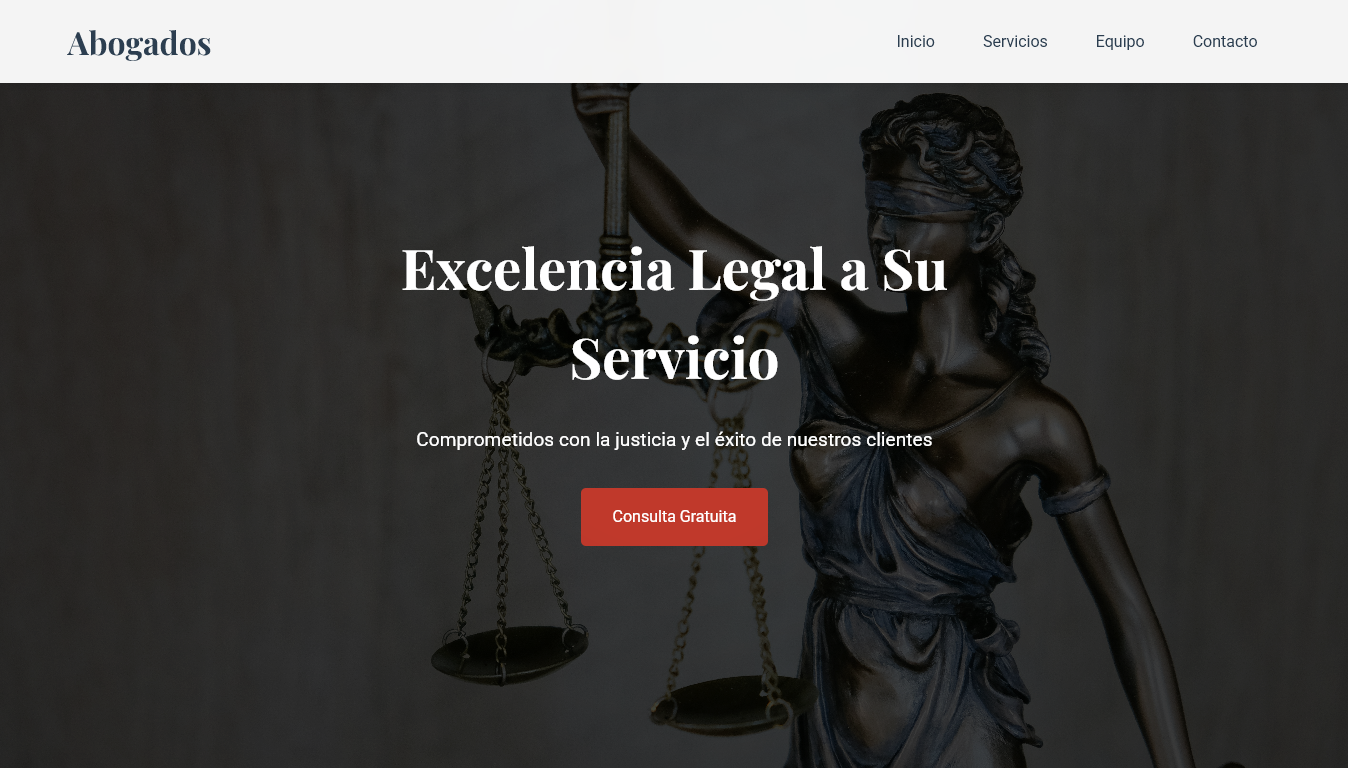 Abogados
Inicio Servicios Equipo Contacto
Excelencia Legal a Su
Servicio
Comprometidos con la justicia y el éxito de nuestros clientes
Consulta Gratuita